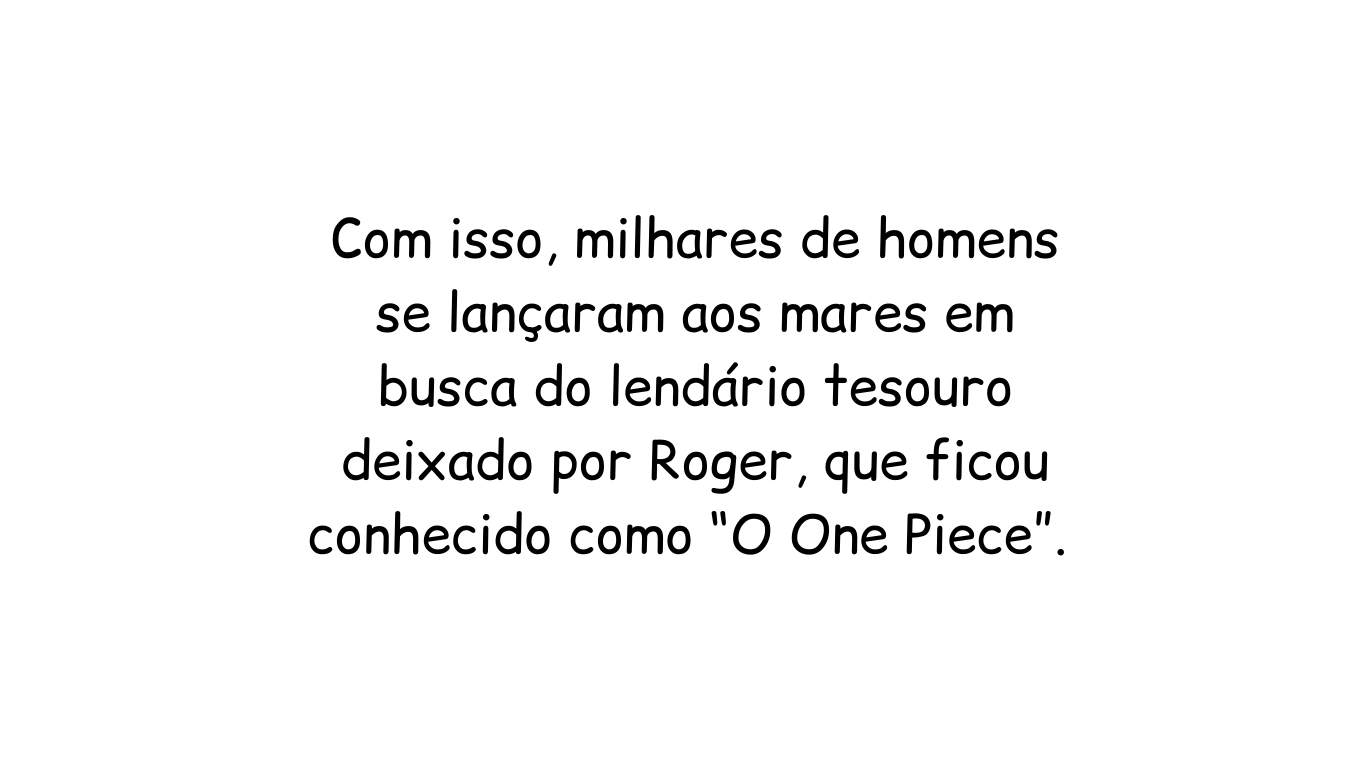 Com isso, milhares de homens
se lançaram aos mares em
busca do lendário tesouro
deixado por Roger, que ficou
conhecido como “O One Piece”.